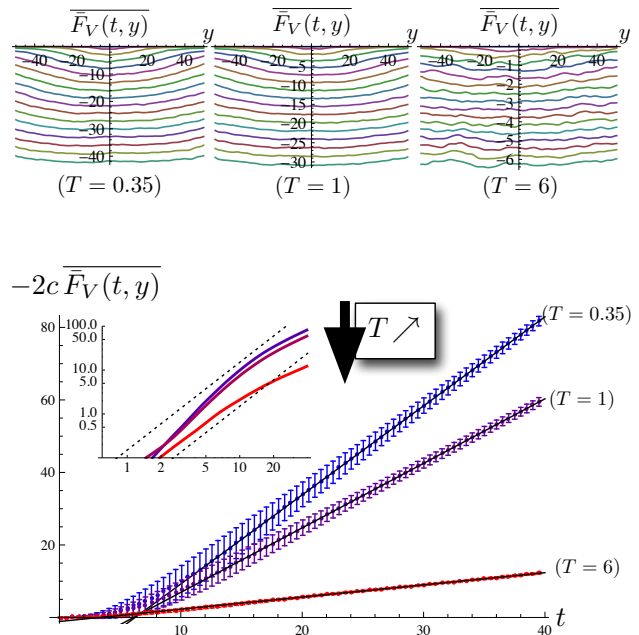 $\overline{\bar{F}_V(t,y)}$ y $\overline{\bar{F}_V(t,y)}$ y $\overline{\bar{F}_V(t,y)}$ y
−40 −20 20 40 −40 −20 20 40 −40 −20 20 40
−10 −20 −30 −40
−5 −10 −15 −20 −25 −30
−1 −2 −3 −4 −5 −6
(T = 0.35) (T = 1) (T = 6)
$-2c\,\overline{\bar{F}_V(t,y)}$
80
60
40
20
100.0
50.0
10.0
5.0
1.0
0.5
1 2 5 10 20
T ↗
(T = 0.35)
(T = 1)
(T = 6)
10 20 30 40 t